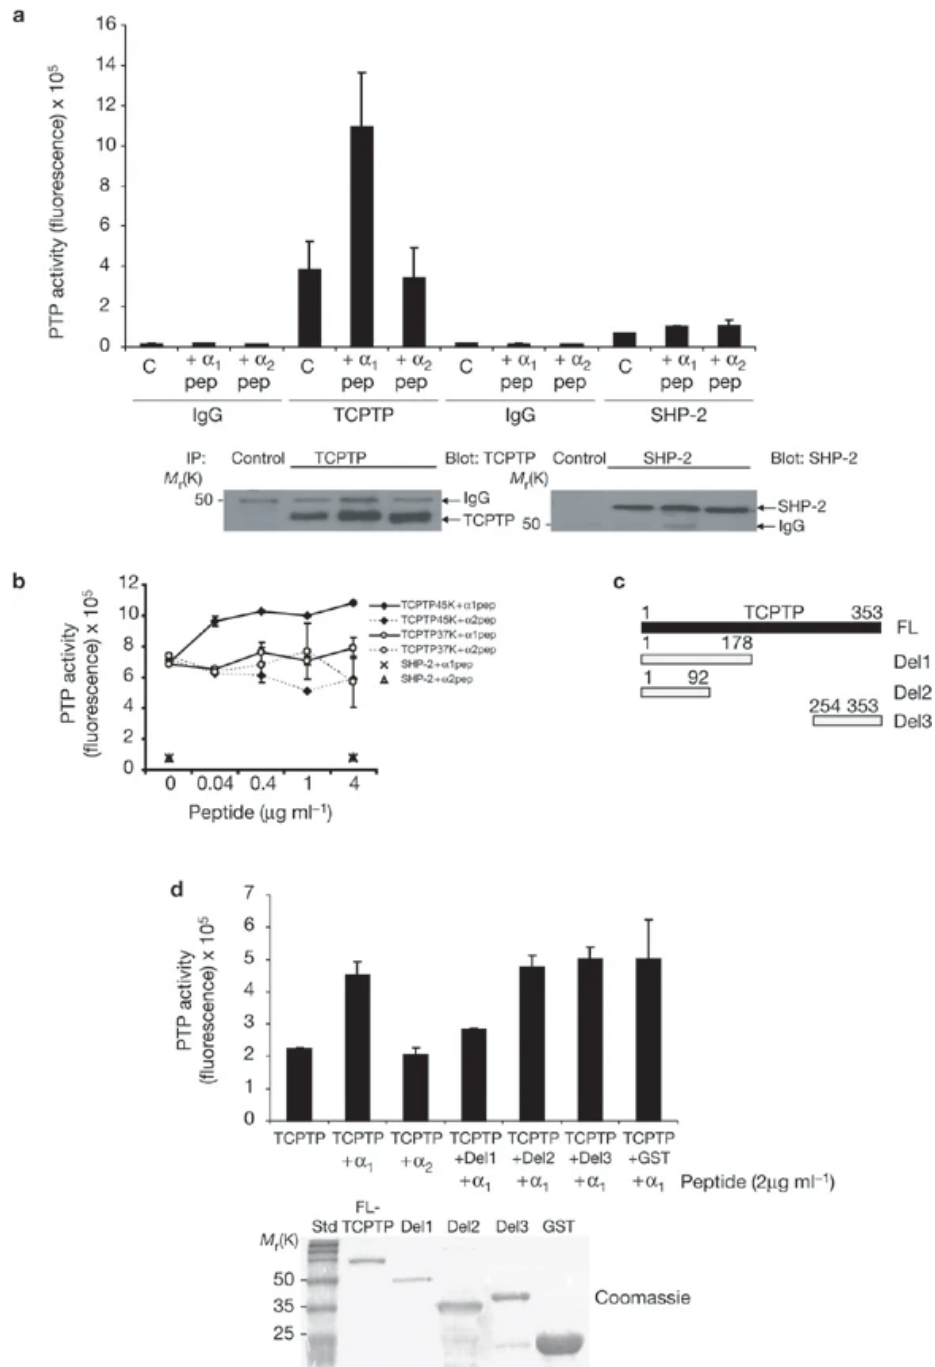 a
PTP activity (fluorescence) x 10⁵
16
14
12
10
8
6
4
2
0
C + α₁ pep + α₂ pep C + α₁ pep + α₂ pep C + α₁ pep + α₂ pep C + α₁ pep + α₂ pep
IgG TCPTP IgG SHP-2
IP: Control TCPTP Blot: TCPTP Control SHP-2 Blot: SHP-2
Mᵣ(K) Mᵣ(K)
50 IgG SHP-2
TCPTP 50 IgG
b
PTP activity (fluorescence) x 10⁵
12
10
8
6
4
2
0
0 0.04 0.4 1 4
Peptide (μg ml⁻¹)
TCPTP45K+α1pep
TCPTP45K+α2pep
TCPTP37K+α1pep
TCPTP37K+α2pep
SHP-2+α1pep
SHP-2+α2pep
c
1 TCPTP 353
FL
1 178
Del1
1 92
Del2
254 353
Del3
d
PTP activity (fluorescence) x 10⁵
7
6
5
4
3
2
1
0
TCPTP TCPTP TCPTP TCPTP TCPTP TCPTP TCPTP
+α₁ +α₂ +Del1 +Del2 +Del3 +GST
+α₁ +α₁ +α₁ +α₁ Peptide (2μg ml⁻¹)
FL-
Std TCPTP Del1 Del2 Del3 GST
Mᵣ(K)
50
35
25
Coomassie